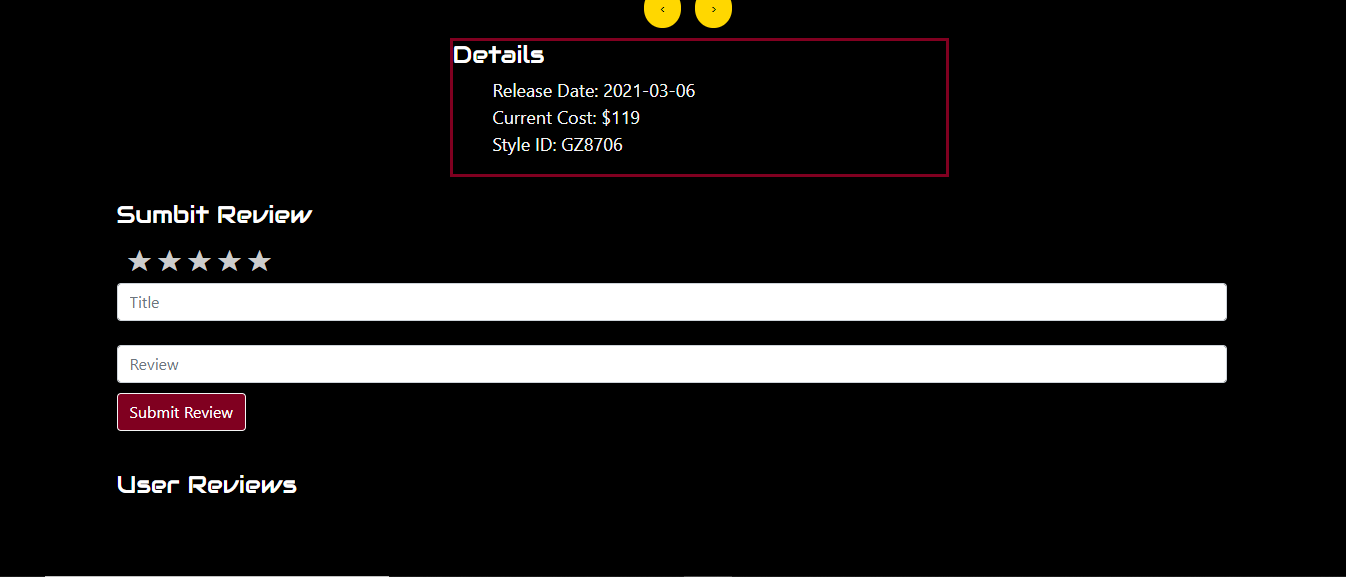 ‹ ›
Details
Release Date: 2021-03-06
Current Cost: $119
Style ID: GZ8706
Sumbit Review
★★★★★
Title
Review
Submit Review
User Reviews